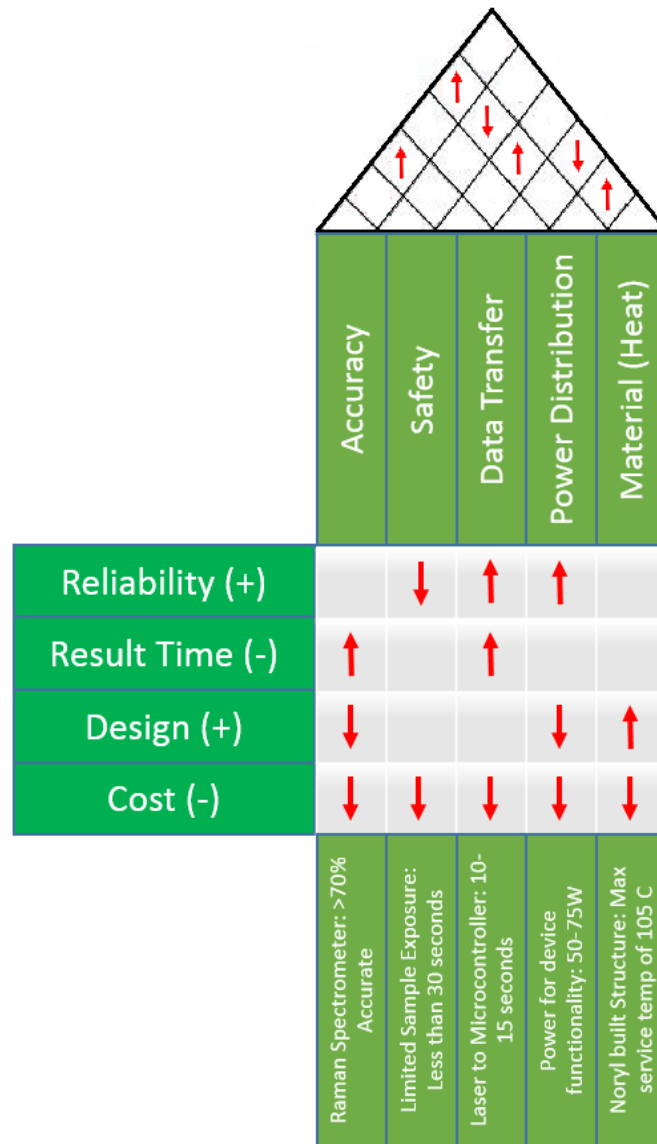 Accuracy
Safety
Data Transfer
Power Distribution
Material (Heat)
Reliability (+)
Result Time (-)
Design (+)
Cost (-)
Raman Spectrometer: >70%
Accurate
Limited Sample Exposure:
Less than 30 seconds
Laser to Microcontroller: 10-
15 seconds
Power for device
functionality: 50-75W
Noryl built Structure: Max
service temp of 105 C